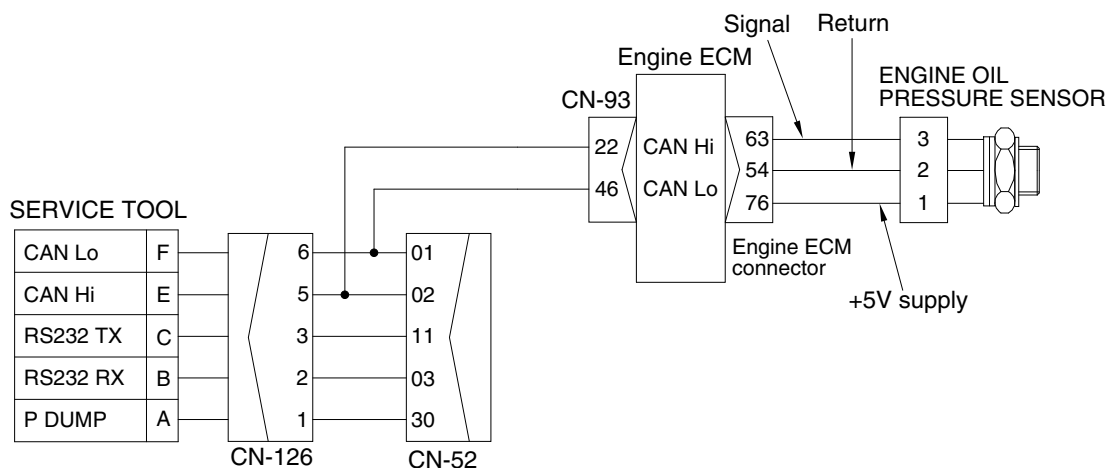 Signal Return
Engine ECM
ENGINE OIL
PRESSURE SENSOR
CN-93
22 CAN Hi 63 3
54 2
46 CAN Lo
76 1
Engine ECM
connector
+5V supply
SERVICE TOOL
CAN Lo F 6 01
CAN Hi E 5 02
RS232 TX C 3 11
RS232 RX B 2 03
P DUMP A 1 30
CN-126 CN-52